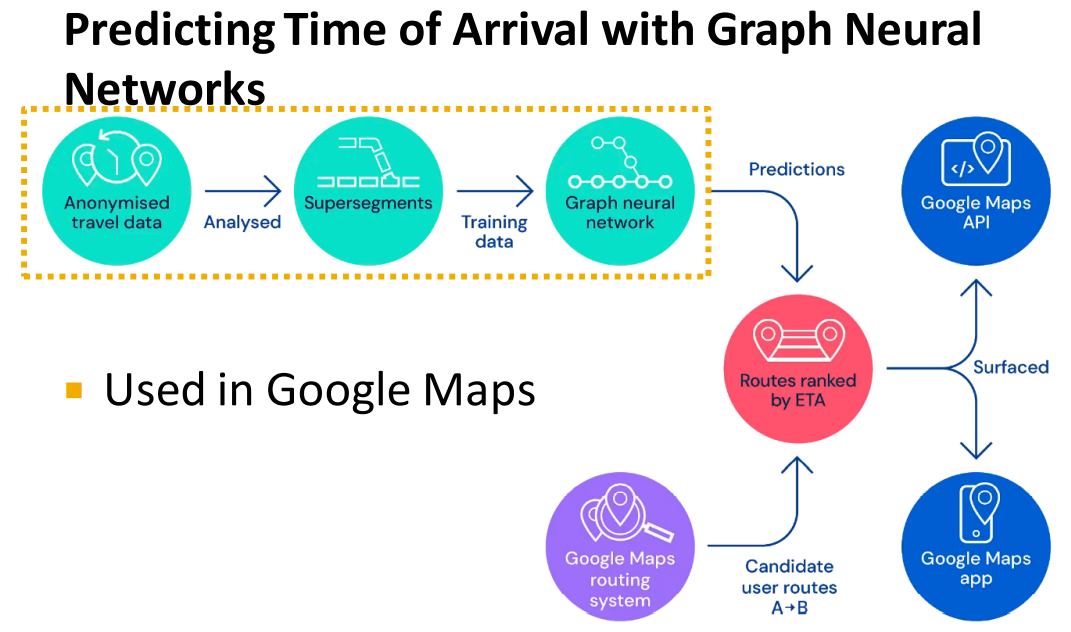 Predicting Time of Arrival with Graph Neural
Networks
Anonymised
travel data
Analysed
Supersegments
Training
data
Graph neural
network
Predictions
</>
Google Maps
API
Used in Google Maps
Routes ranked
by ETA
Surfaced
Google Maps
routing
system
Candidate
user routes
A→B
Google Maps
app